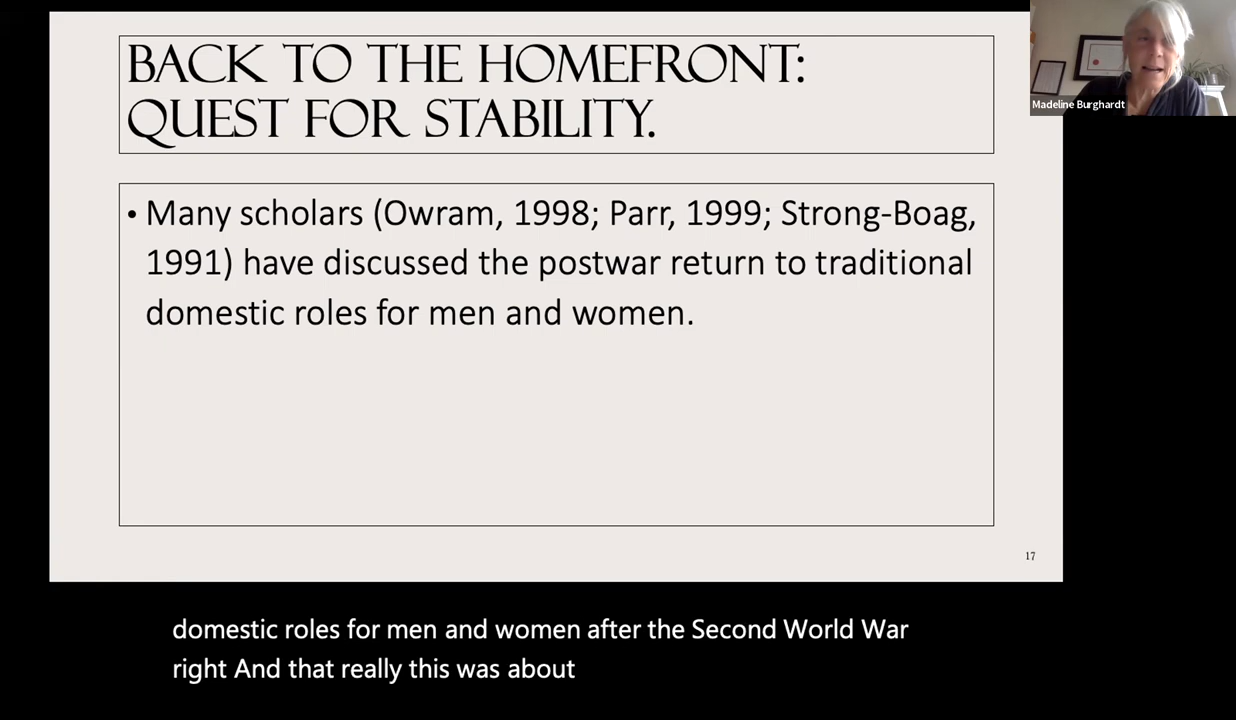 BACK TO THE HOMEFRONT:
QUEST FOR STABILITY.
Madeline Burghardt
• Many scholars (Owram, 1998; Parr, 1999; Strong-Boag,
1991) have discussed the postwar return to traditional
domestic roles for men and women.
17
domestic roles for men and women after the Second World War
right And that really this was about